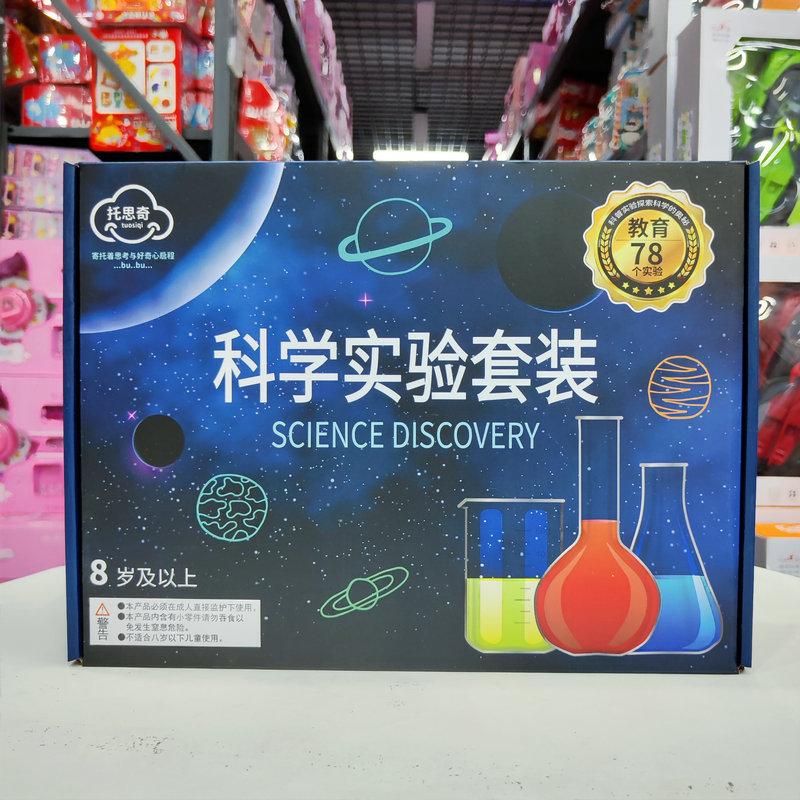 托思奇
tuosiqi
寄托着思考与好奇心启程
...bu..bu...
科普实验探索科学的奥秘
教育
78
个实验
科学实验套装
SCIENCE DISCOVERY
8岁及以上
警告
●本产品必须在成人直接监护下使用。
●本产品内含有小零件请勿吞食以
免发生窒息危险。
●不适合八岁以下儿童使用。